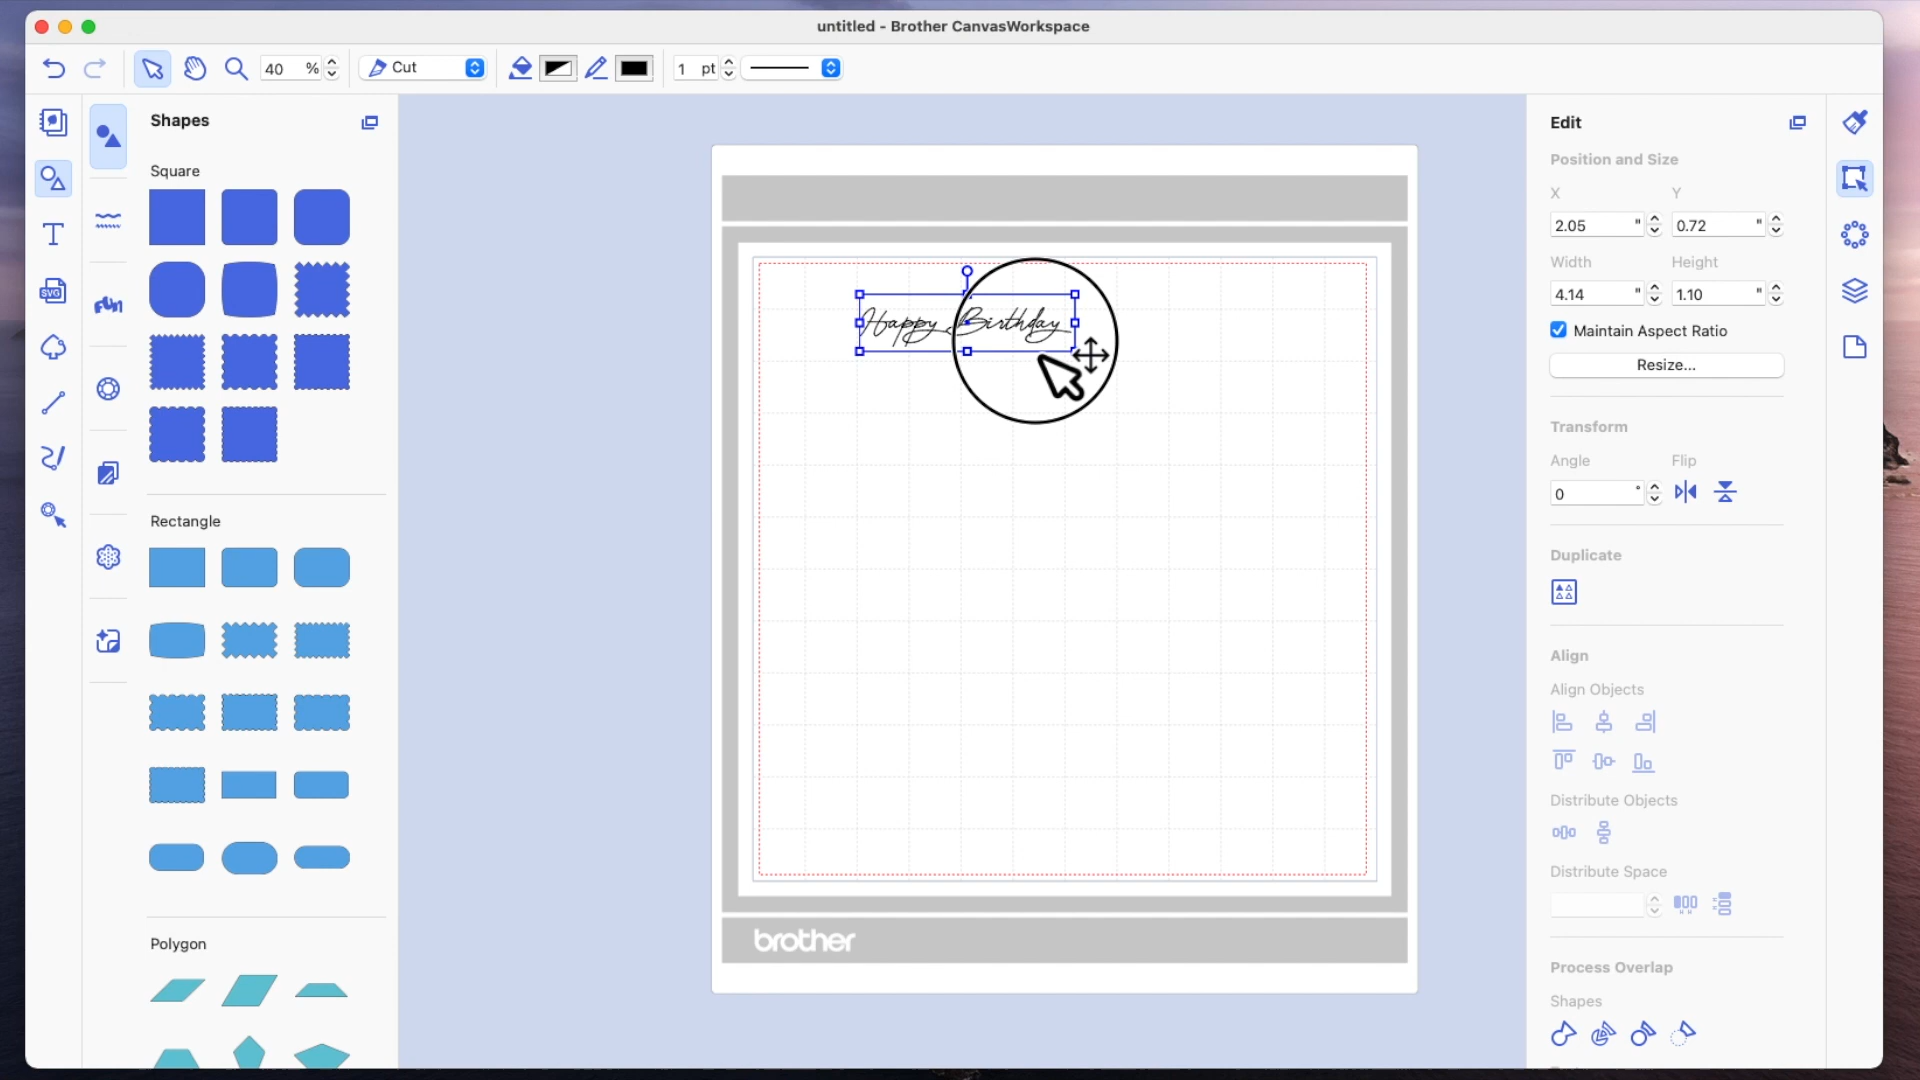 untitled - Brother CanvasWorkspace
40 %
Cut
1 pt
Shapes
Square
Rectangle
Polygon
SVG
fun
Happy Birthday
brother
Edit
Position and Size
X Y
2.05 " 0.72 "
Width Height
4.14 " 1.10 "
Maintain Aspect Ratio
Resize...
Transform
Angle Flip
0 °
Duplicate
Align
Align Objects
Distribute Objects
Distribute Space
Process Overlap
Shapes